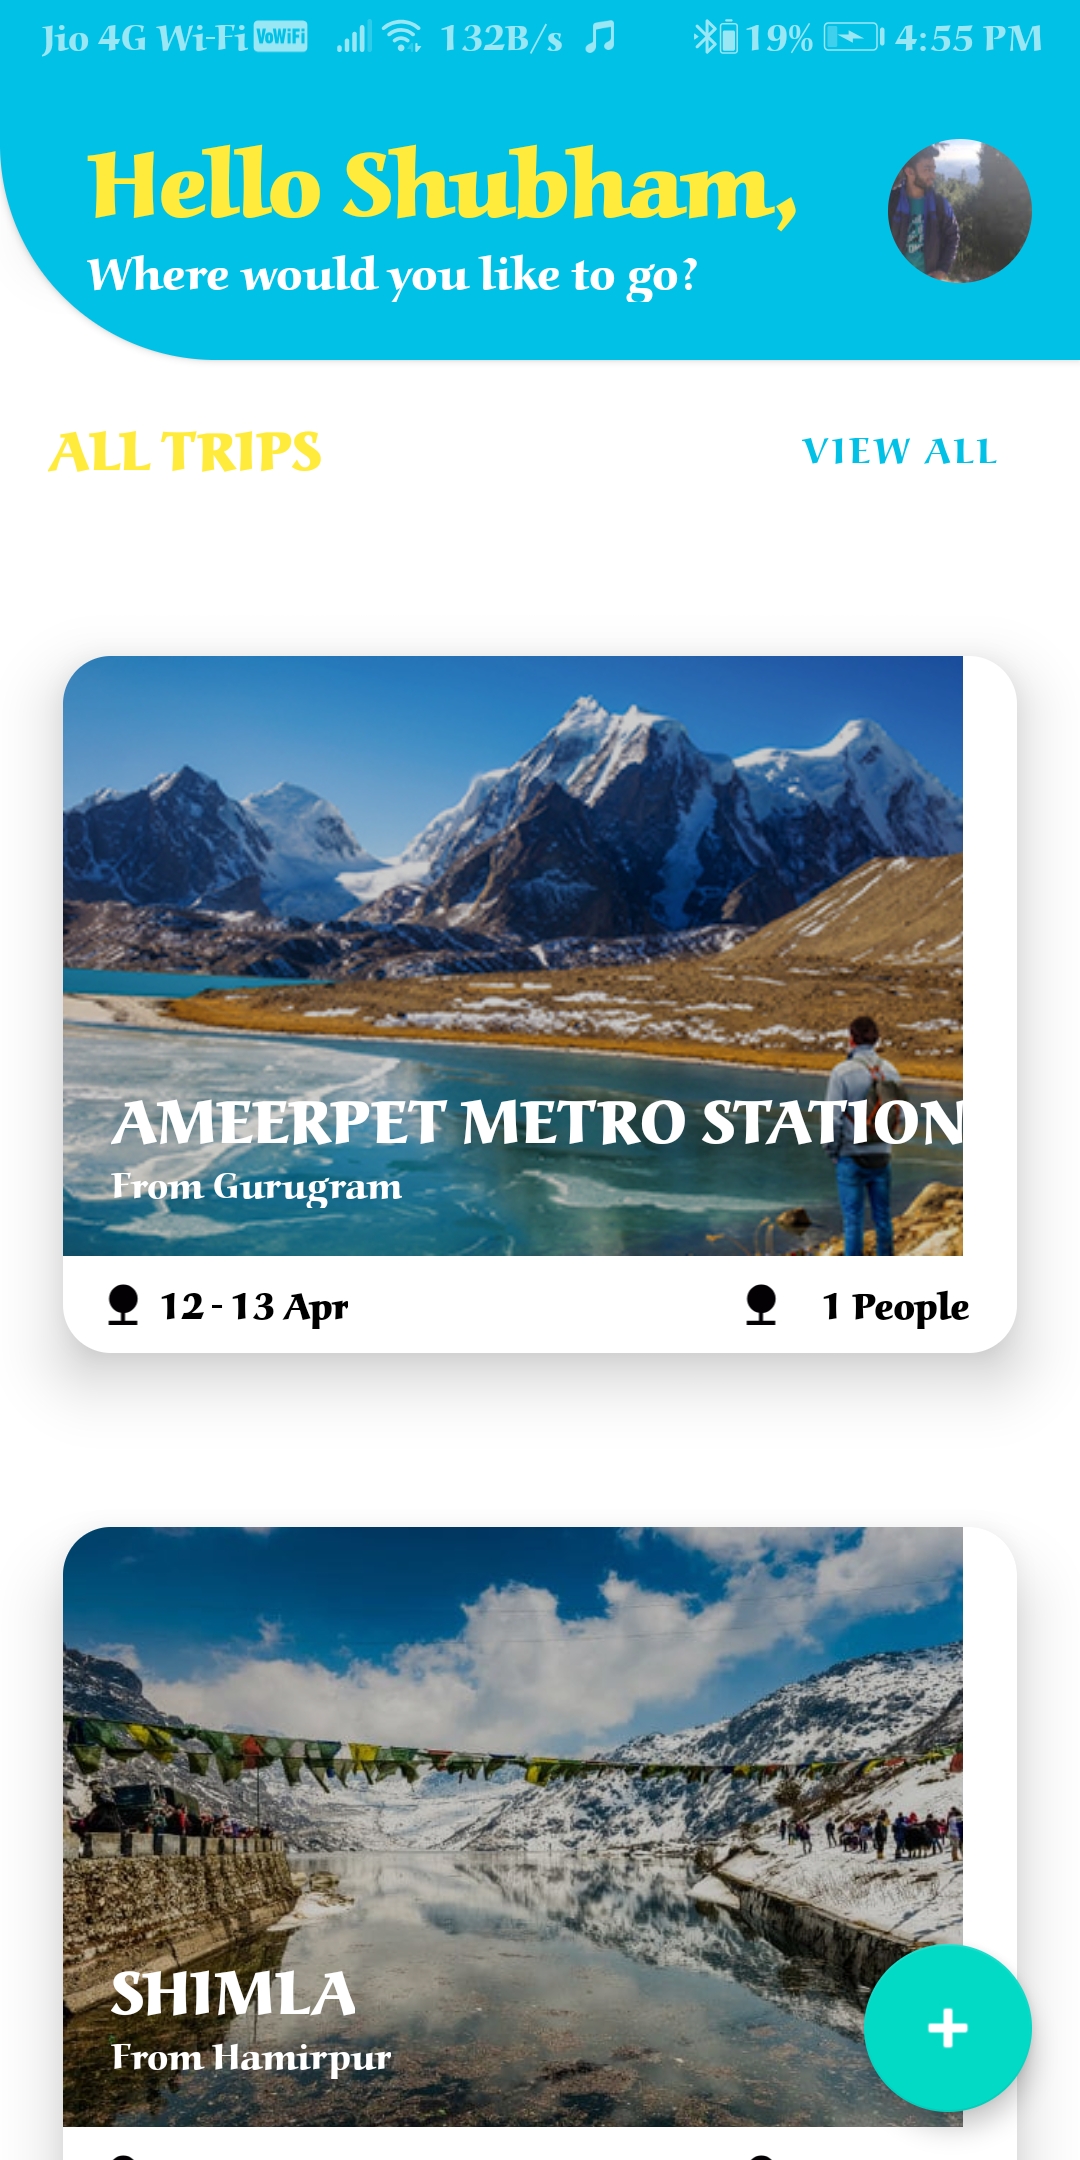 Jio 4G Wi-Fi VoWiFi 132B/s 19% 4:55 PM
Hello Shubham,
Where would you like to go?
ALL TRIPS VIEW ALL
AMEERPET METRO STATION
From Gurugram
12 - 13 Apr 1 People
SHIMLA
From Hamirpur
+